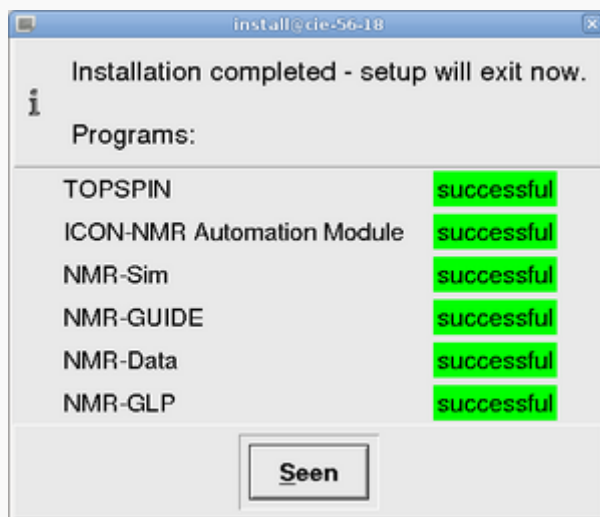 install@cie-56-18
Installation completed - setup will exit now.
Programs:
TOPSPIN successful
ICON-NMR Automation Module successful
NMR-Sim successful
NMR-GUIDE successful
NMR-Data successful
NMR-GLP successful
Seen